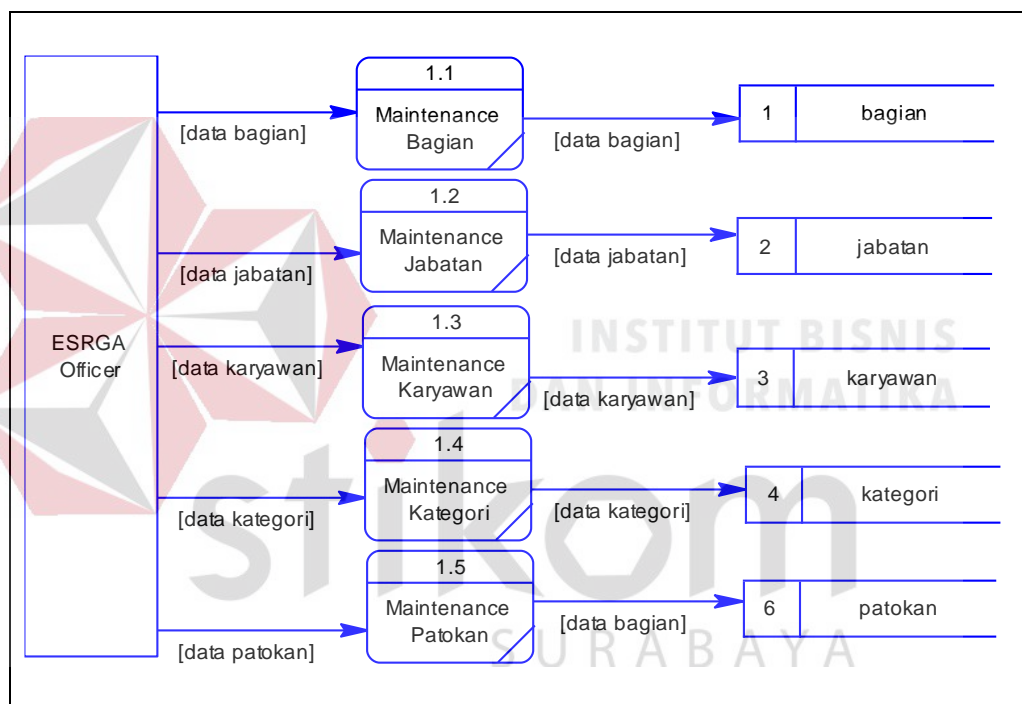 1.1
Maintenance
Bagian
[data bagian]
[data bagian]
1
bagian
1.2
Maintenance
Jabatan
[data jabatan]
[data jabatan]
2
jabatan
ESRGA
Officer
1.3
Maintenance
Karyawan
[data karyawan]
[data karyawan]
3
karyawan
INSTITUT BISNIS
DAN INFORMATIKA
1.4
Maintenance
Kategori
[data kategori]
[data kategori]
4
kategori
stikom
1.5
Maintenance
Patokan
[data patokan]
[data bagian]
6
patokan
SURABAYA